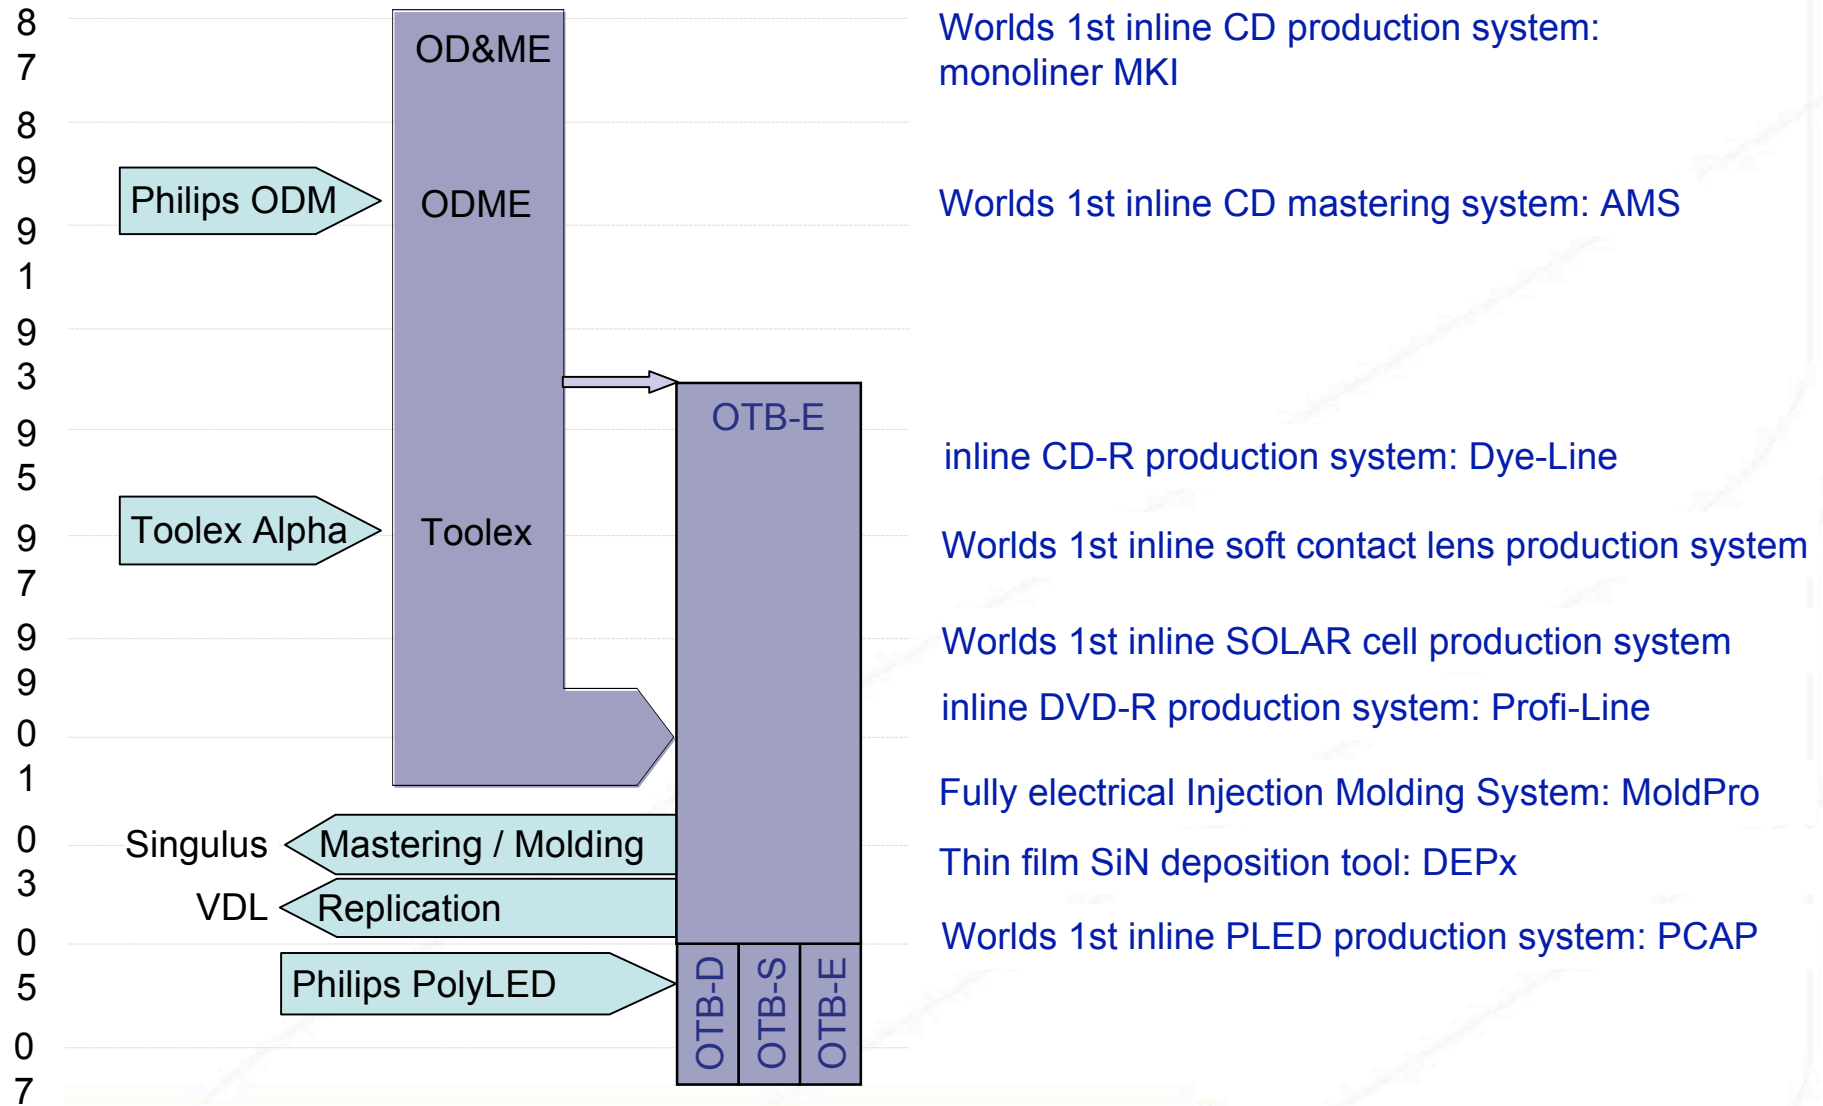 8
7
OD&ME
Worlds 1st inline CD production system:
monoliner MKI
8
9
Philips ODM
ODME
Worlds 1st inline CD mastering system: AMS
9
1
9
3
OTB-E
9
5
inline CD-R production system: Dye-Line
Toolex Alpha
Toolex
9
7
Worlds 1st inline soft contact lens production system
9
9
Worlds 1st inline SOLAR cell production system
inline DVD-R production system: Profi-Line
0
1
Fully electrical Injection Molding System: MoldPro
0
3
Singulus
Mastering / Molding
Thin film SiN deposition tool: DEPx
VDL
Replication
0
5
Worlds 1st inline PLED production system: PCAP
Philips PolyLED
OTB-D
OTB-S
OTB-E
0
7